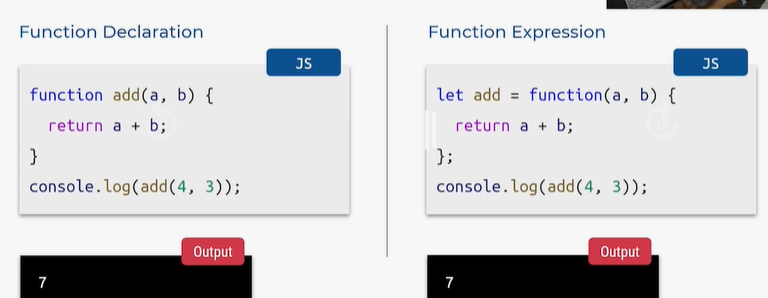 Function Declaration
JS
function add(a, b) {
  return a + b;
}
console.log(add(4, 3));
Output
7
Function Expression
JS
let add = function(a, b) {
  return a + b;
};
console.log(add(4, 3));
Output
7